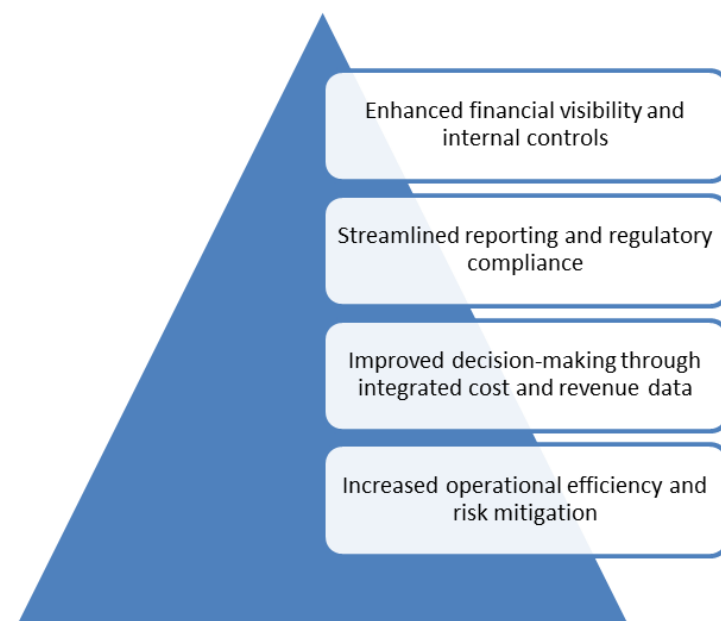 Enhanced financial visibility and
internal controls
Streamlined reporting and regulatory
compliance
Improved decision-making through
integrated cost and revenue data
Increased operational efficiency and
risk mitigation